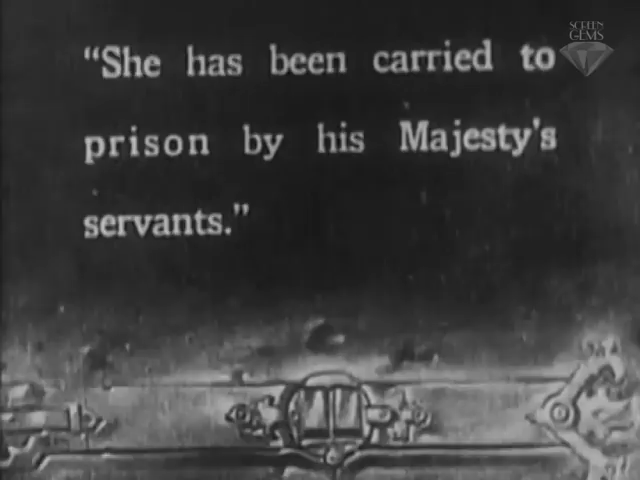 SCREEN
GEMS
“She has been carried to
prison by his Majesty's
servants.”